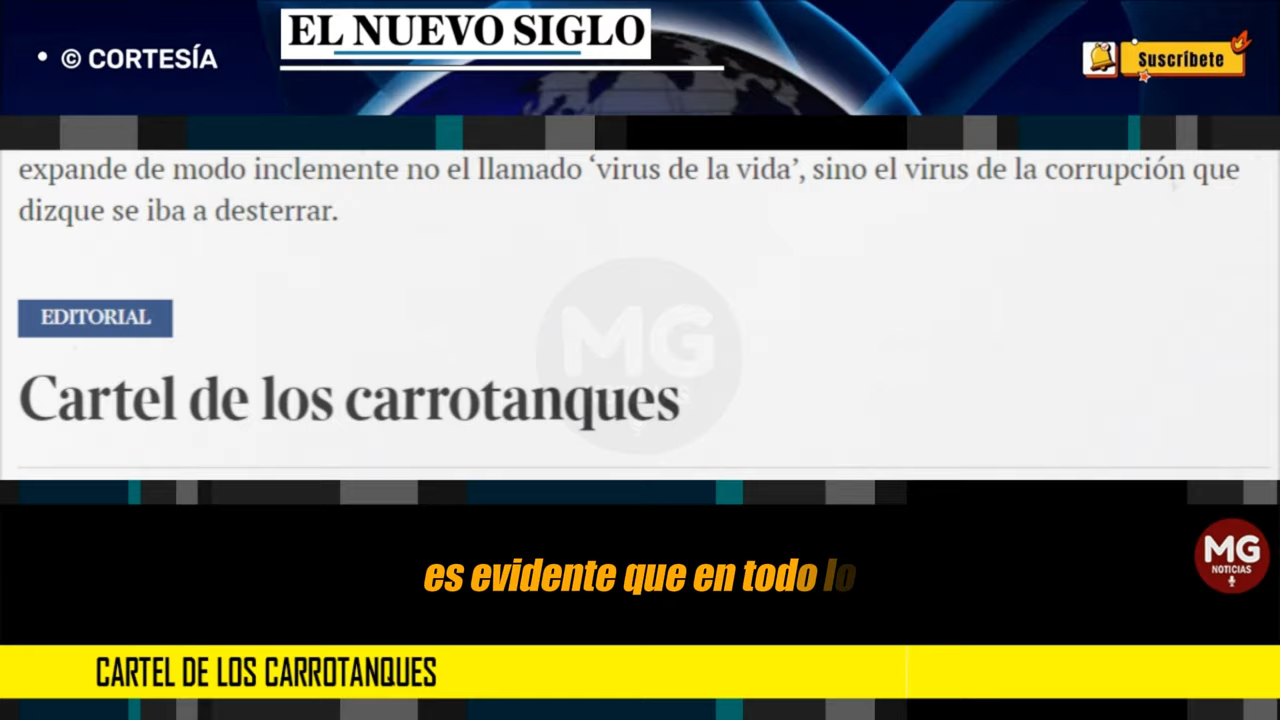 EL NUEVO SIGLO
• © CORTESÍA
Suscríbete
expande de modo inclemente no el llamado ‘virus de la vida’, sino el virus de la corrupción que
dizque se iba a desterrar.
MG
EDITORIAL
Cartel de los carrotanques
es evidente que en todo lo
MG
NOTICIAS
CARTEL DE LOS CARROTANQUES